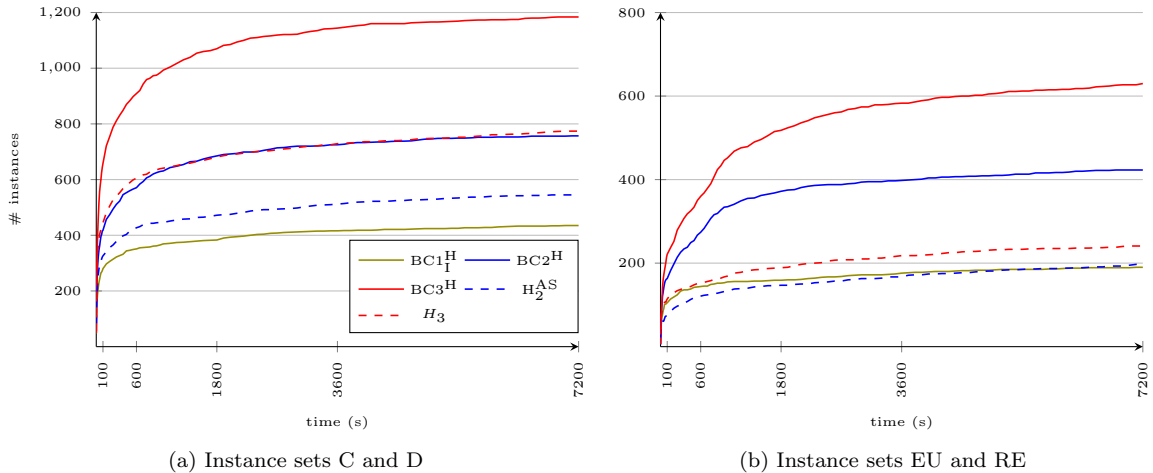 1,200
1,000
800
600
400
200
# instances
BC1_I^H BC2^H
BC3^H H_2^AS
H_3
100 600 1800 3600 7200
time (s)
(a) Instance sets C and D
800
600
400
200
100 600 1800 3600 7200
time (s)
(b) Instance sets EU and RE